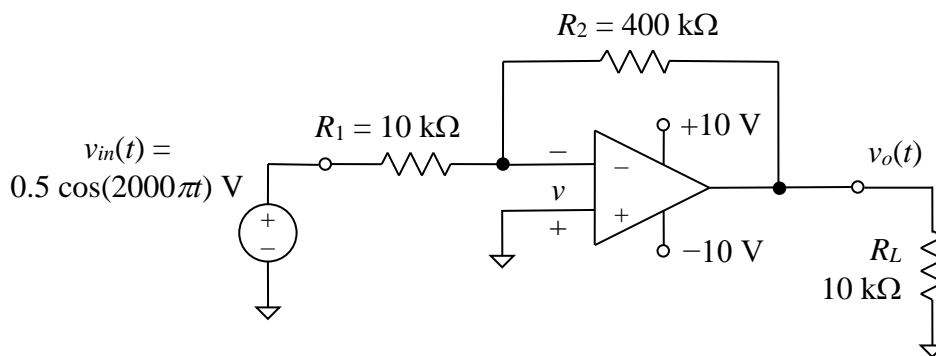 R2 = 400 kΩ
R1 = 10 kΩ
+10 V
vin(t) =
0.5 cos(2000πt) V
−
−
vo(t)
v
+
+
+
−
−10 V
RL
10 kΩ